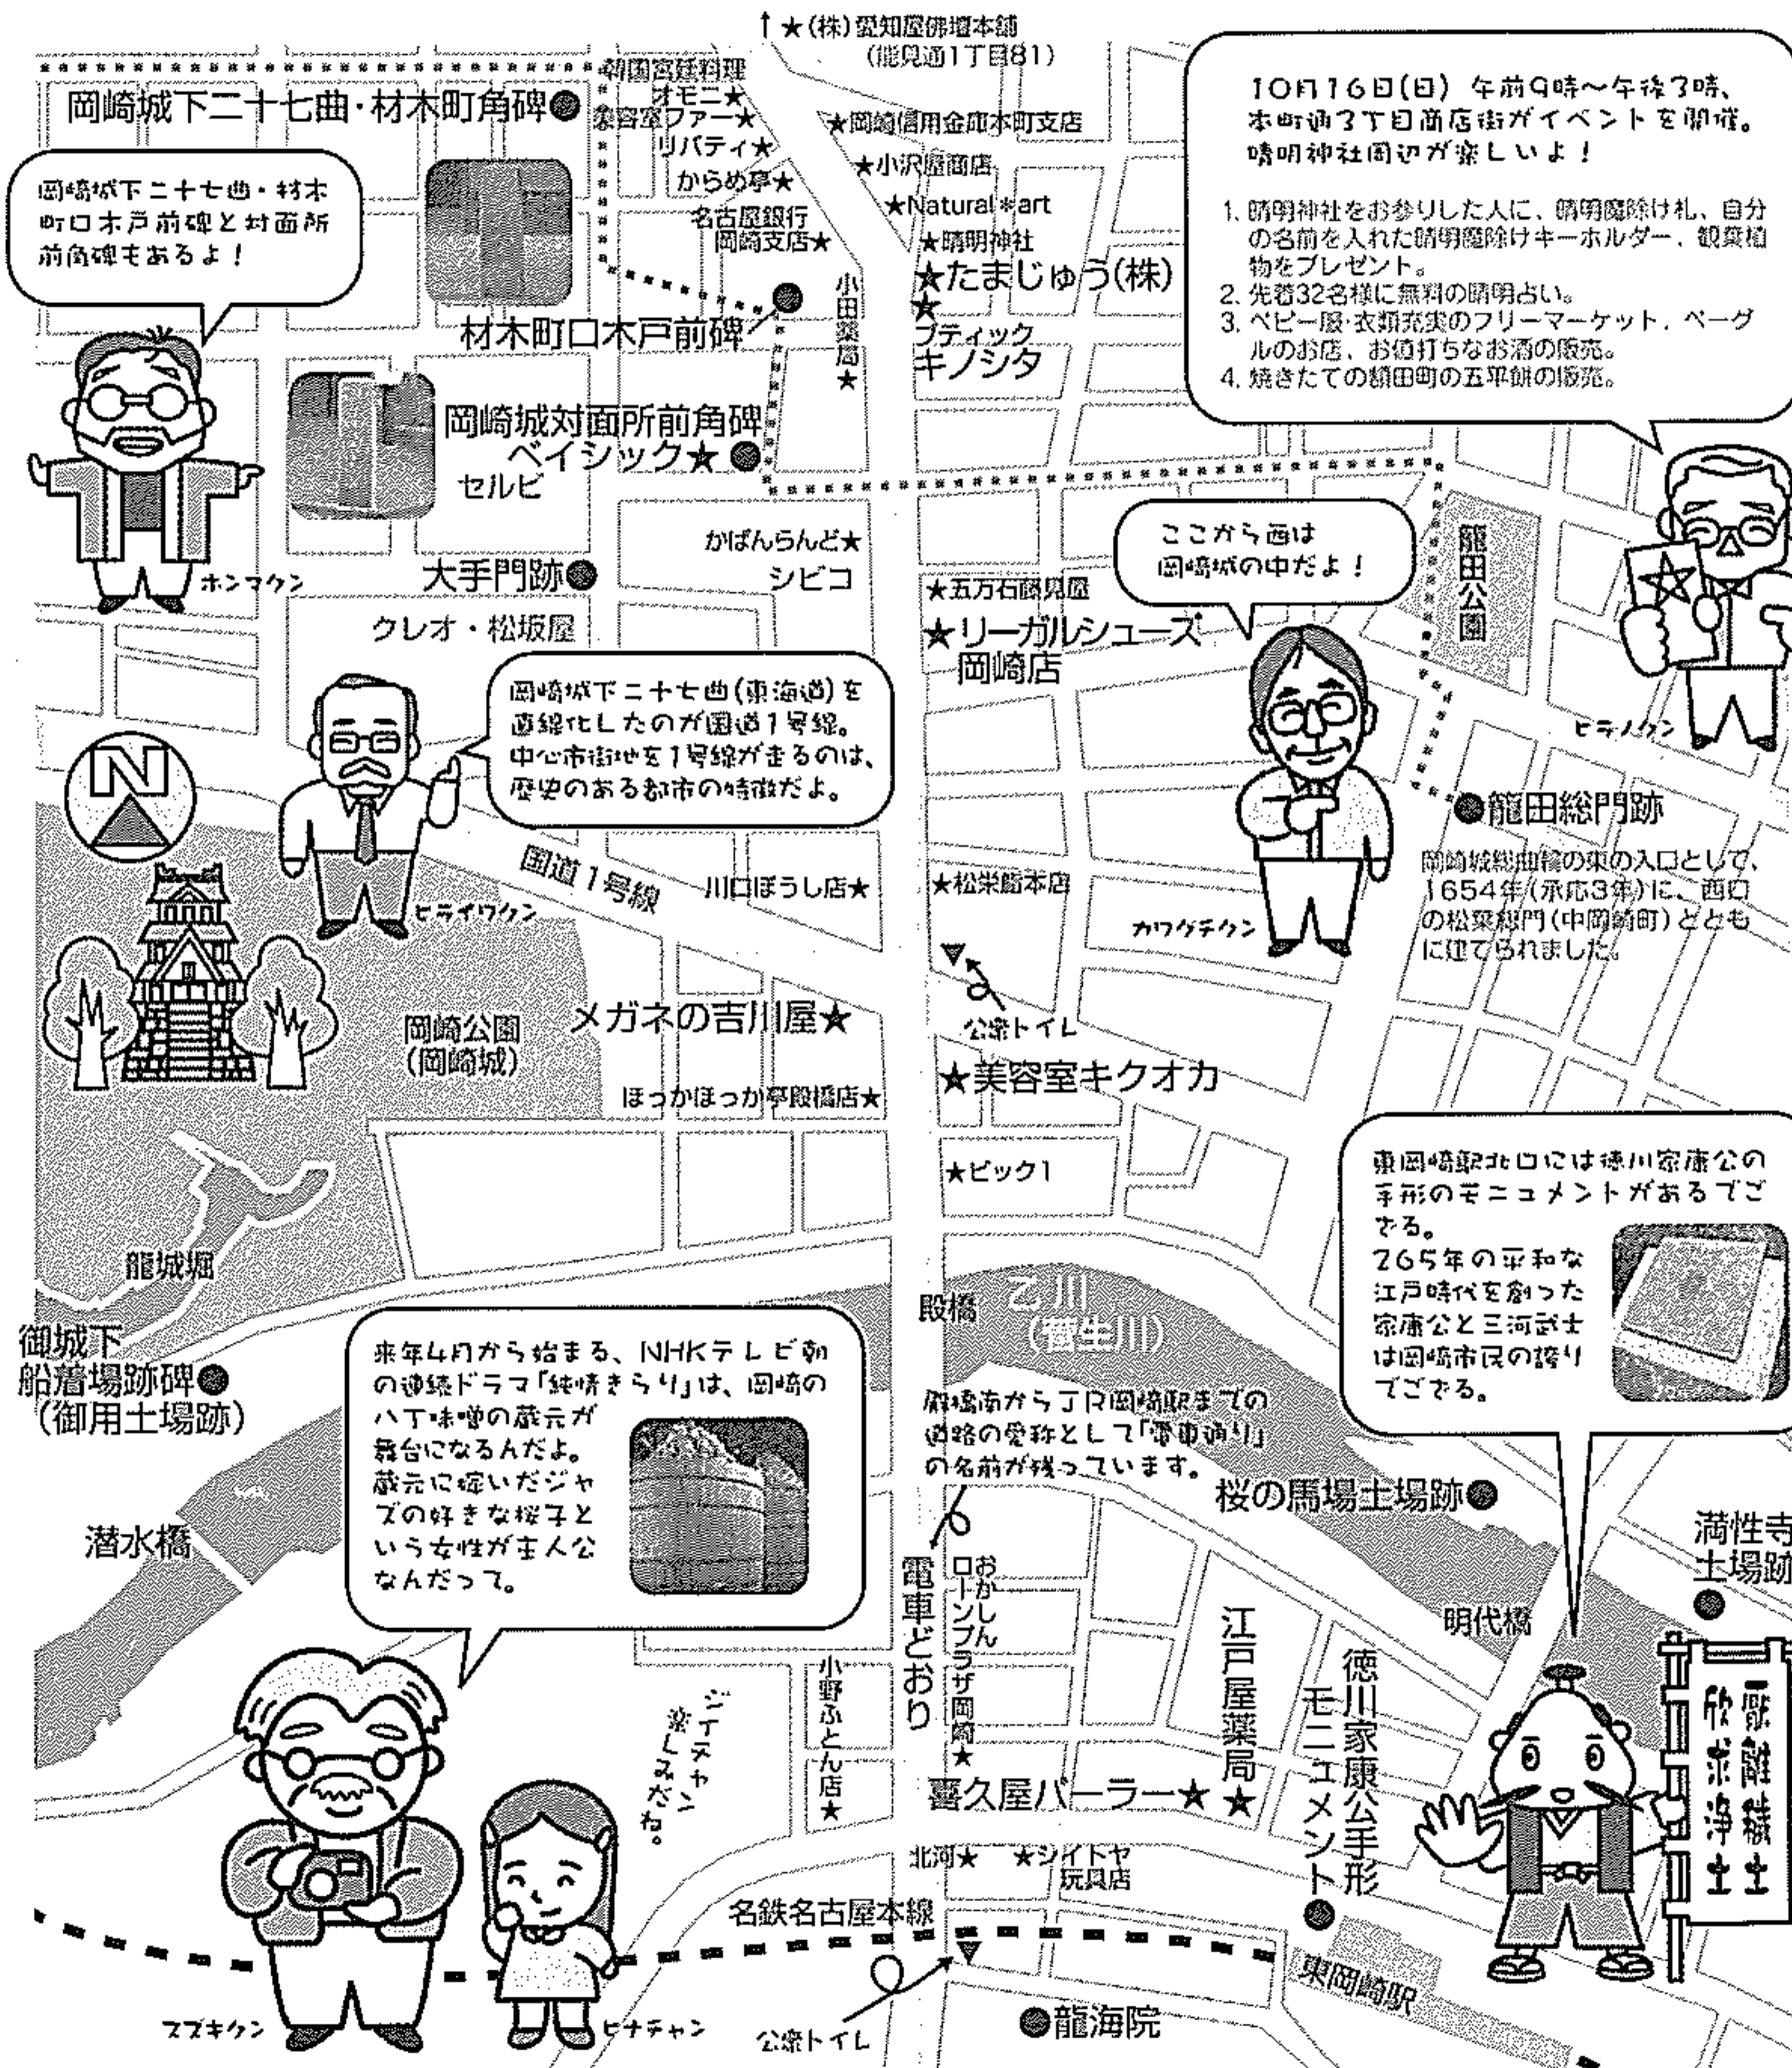 ↑★(株)愛知屋佛壇本舗
(能見通1丁目81)
韓国宮廷料理
オモニ★
美容室ファー★
リバティ★
からめ亭★
名古屋銀行
岡崎支店★
★岡崎信用金庫本町支店
★小沢屋商店
★Natural*art
★晴明神社
★たまじゅう(株)
★
ブティック
キノシタ
小田薬局★
岡崎城下二十七曲・材木町角碑●
岡崎城下二十七曲・材木
町口木戸前碑と対面所
前角碑もあるよ!
材木町口木戸前碑
岡崎城対面所前角碑
ベイシック★●
セルビ
ホンマクン
大手門跡●
クレオ・松坂屋
かばんらんど★
シビコ
10月16日(日) 午前9時〜午後3時、
本町通3丁目商店街がイベントを開催。
晴明神社周辺が楽しいよ!
1. 晴明神社をお参りした人に、晴明魔除け札、自分
の名前を入れた晴明魔除けキーホルダー、観葉植
物をプレゼント。
2. 先着32名様に無料の晴明占い。
3. ベビー服・衣類充実のフリーマーケット、ベーグ
ルのお店、お値打ちなお酒の販売。
4. 焼きたての額田町の五平餅の販売。
ヒラノクン
ここから西は
岡崎城の中だよ!
籠田公園
★五万石藤見屋
★リーガルシューズ
岡崎店
カワグチクン
●籠田総門跡
岡崎城総曲輪の東の入口として、
1654年(承応3年)に、西口
の松葉総門(中岡崎町)ととも
に建てられました。
岡崎城下二十七曲(東海道)を
直線化したのが国道1号線。
中心市街地を1号線が走るのは、
歴史のある都市の特徴だよ。
N
ヒライワクン
国道1号線
川口ぼうし店★
★松栄鮨本店
公衆トイレ
岡崎公園
(岡崎城)
メガネの吉川屋★
★美容室キクオカ
ほっかほっか亭殿橋店★
★ビック1
龍城堀
御城下
船着場跡碑●
(御用土場跡)
殿橋
乙川
(菅生川)
東岡崎駅北口には徳川家康公の
手形のモニュメントがあるでご
ざる。
265年の平和な
江戸時代を創った
家康公と三河武士
は岡崎市民の誇り
でござる。
来年4月から始まる、NHKテレビ朝
の連続ドラマ「純情きらり」は、岡崎の
八丁味噌の蔵元が
舞台になるんだよ。
蔵元に嫁いだジャ
ズの好きな桜子と
いう女性が主人公
なんだって。
殿橋南からJR岡崎駅までの
道路の愛称として「電車通り」
の名前が残っています。
桜の馬場土場跡●
満性寺
土場跡
●
潜水橋
明代橋
電車どおり
おかしん
ローンプラザ岡崎★
江戸屋薬局★
徳川家康公手形
モニュメント●
小野ふとん店★
ジイチャン
楽しみだね。
喜久屋パーラー★
北河★
★シイトヤ
玩具店
厭離穢土
欣求浄土
名鉄名古屋本線
東岡崎駅
スズキクン
ヒナチャン
公衆トイレ
●龍海院